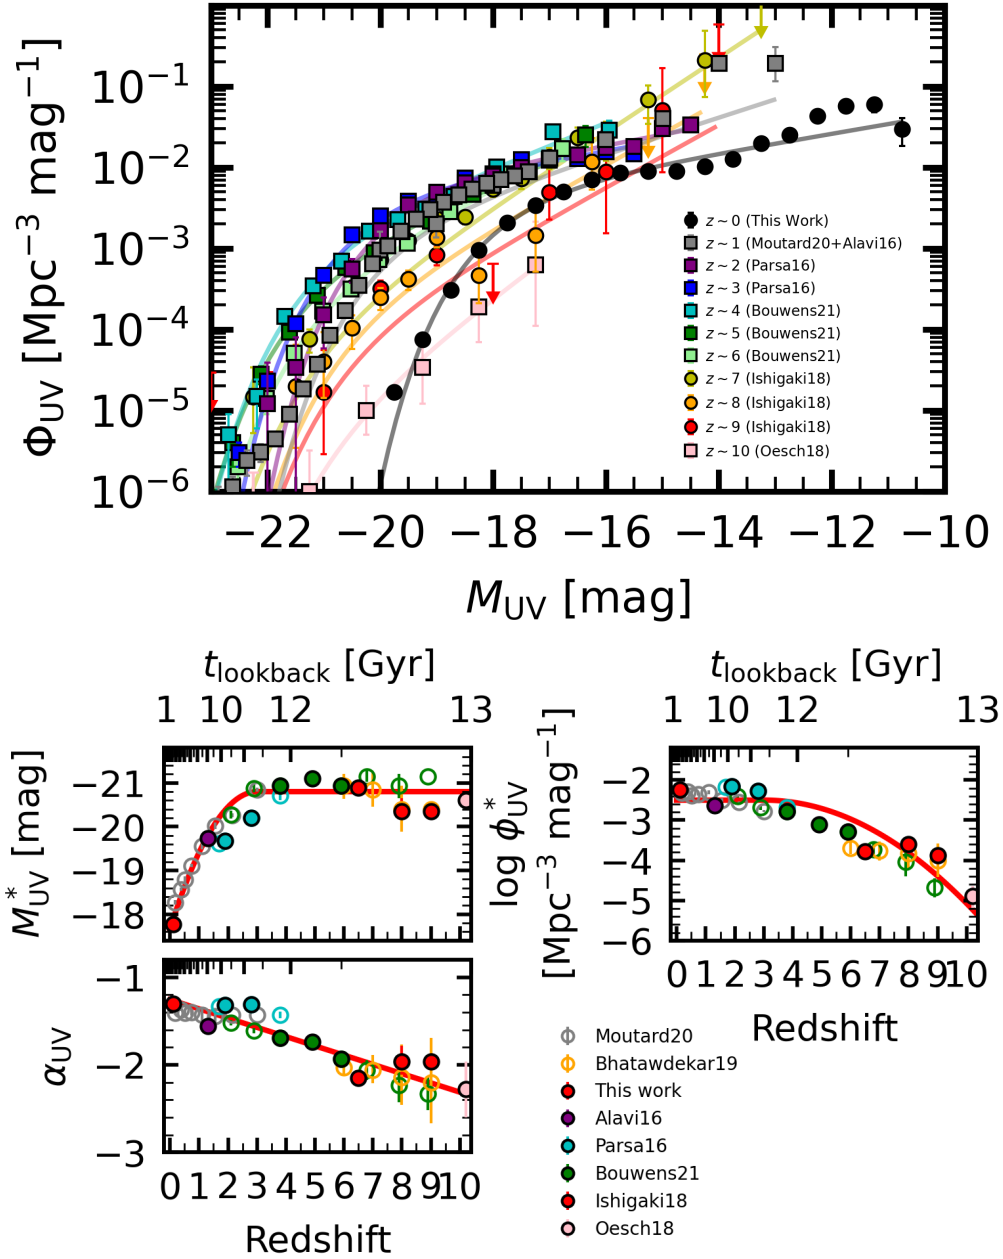 Φ_UV [Mpc⁻³ mag⁻¹]
10⁻¹
10⁻²
10⁻³
10⁻⁴
10⁻⁵
10⁻⁶
z ~ 0 (This Work)
z ~ 1 (Moutard20+Alavi16)
z ~ 2 (Parsa16)
z ~ 3 (Parsa16)
z ~ 4 (Bouwens21)
z ~ 5 (Bouwens21)
z ~ 6 (Bouwens21)
z ~ 7 (Ishigaki18)
z ~ 8 (Ishigaki18)
z ~ 9 (Ishigaki18)
z ~ 10 (Oesch18)
−22 −20 −18 −16 −14 −12 −10
M_UV [mag]
t_lookback [Gyr]
1 10 12 13
M*_UV [mag]
−21
−20
−19
−18
t_lookback [Gyr]
1 10 12 13
log ϕ*_UV
[Mpc⁻³ mag⁻¹]
−2
−3
−4
−5
−6
0 1 2 3 4 5 6 7 8 9 10
Redshift
α_UV
−1
−2
−3
0 1 2 3 4 5 6 7 8 9 10
Redshift
Moutard20
Bhatawdekar19
This work
Alavi16
Parsa16
Bouwens21
Ishigaki18
Oesch18